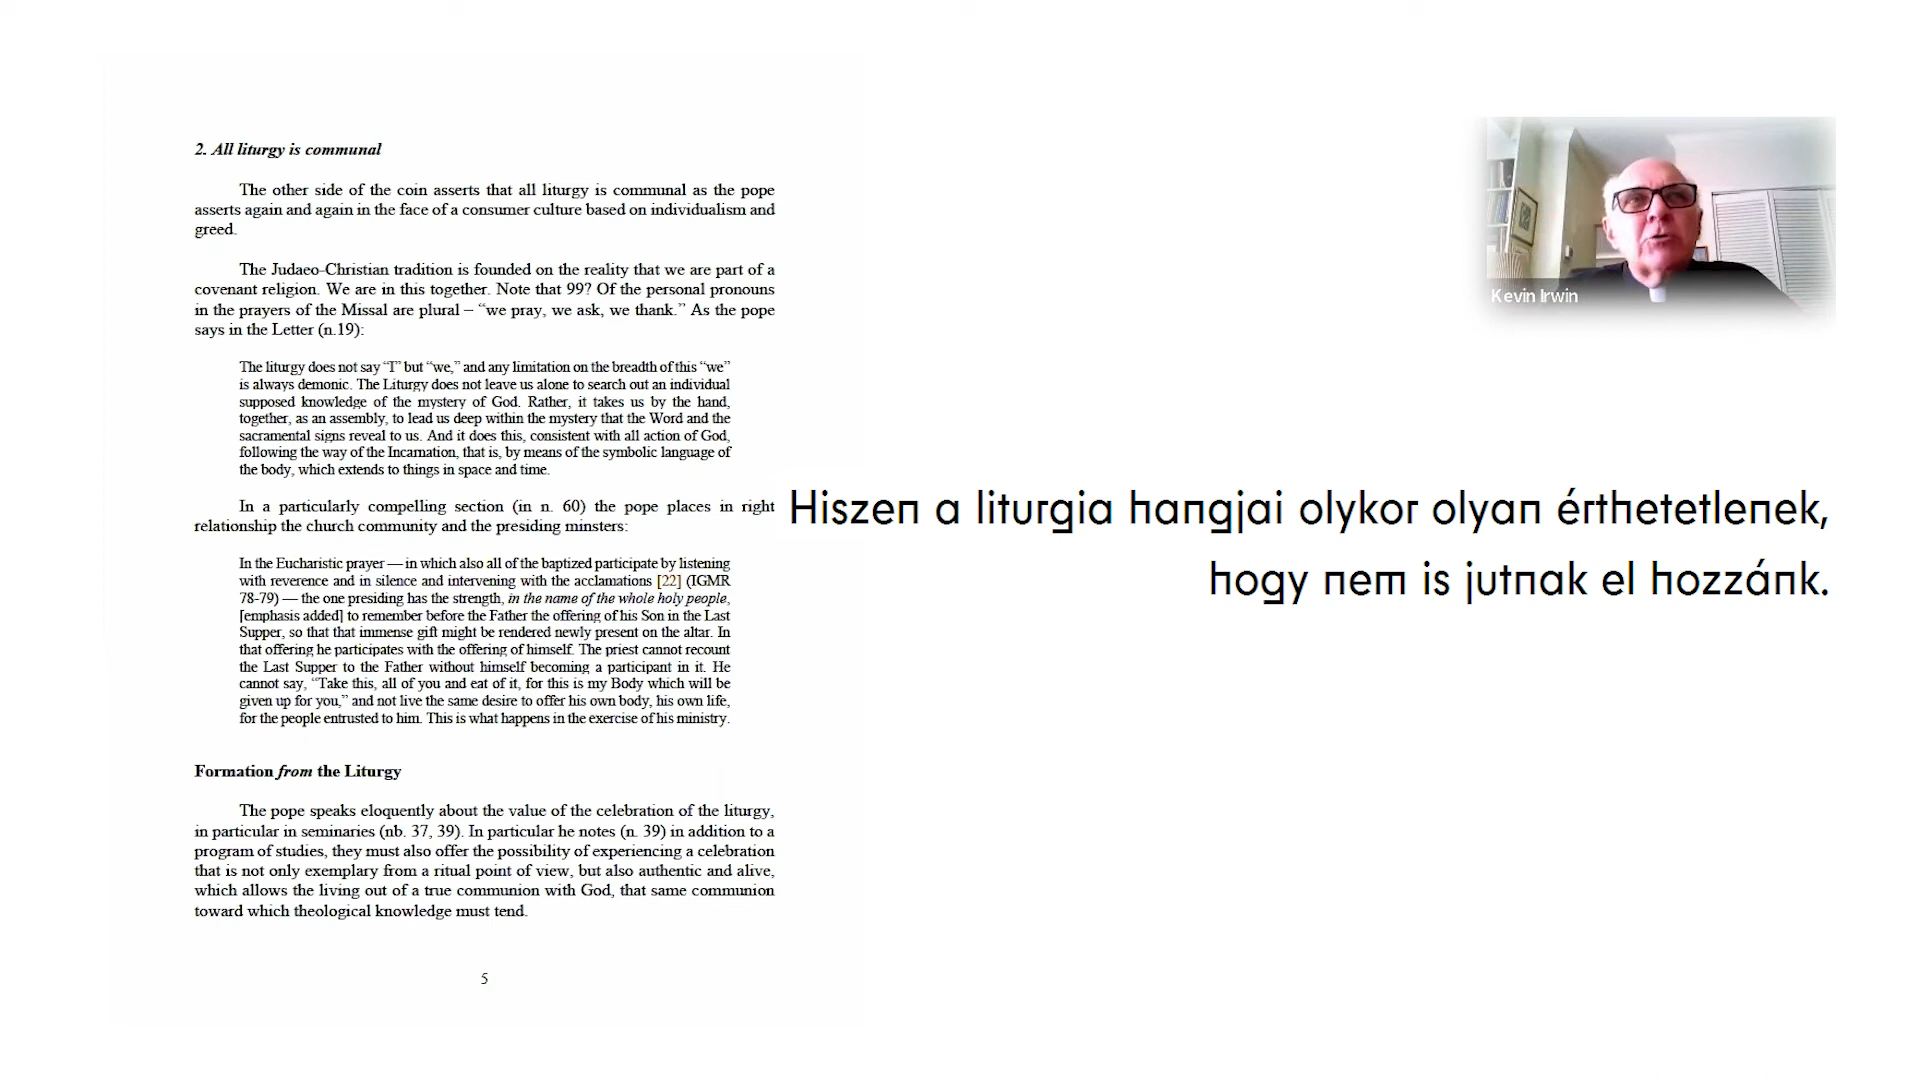 2. All liturgy is communal
The other side of the coin asserts that all liturgy is communal as the pope
asserts again and again in the face of a consumer culture based on individualism and
greed.
The Judaeo-Christian tradition is founded on the reality that we are part of a
covenant religion. We are in this together. Note that 99? Of the personal pronouns
in the prayers of the Missal are plural – “we pray, we ask, we thank.” As the pope
says in the Letter (n.19):
The liturgy does not say “I” but “we,” and any limitation on the breadth of this “we”
is always demonic. The Liturgy does not leave us alone to search out an individual
supposed knowledge of the mystery of God. Rather, it takes us by the hand,
together, as an assembly, to lead us deep within the mystery that the Word and the
sacramental signs reveal to us. And it does this, consistent with all action of God,
following the way of the Incarnation, that is, by means of the symbolic language of
the body, which extends to things in space and time.
In a particularly compelling section (in n. 60) the pope places in right
relationship the church community and the presiding minsters:
In the Eucharistic prayer — in which also all of the baptized participate by listening
with reverence and in silence and intervening with the acclamations [22] (IGMR
78-79) — the one presiding has the strength, in the name of the whole holy people,
[emphasis added] to remember before the Father the offering of his Son in the Last
Supper, so that that immense gift might be rendered newly present on the altar. In
that offering he participates with the offering of himself. The priest cannot recount
the Last Supper to the Father without himself becoming a participant in it. He
cannot say, “Take this, all of you and eat of it, for this is my Body which will be
given up for you,” and not live the same desire to offer his own body, his own life,
for the people entrusted to him. This is what happens in the exercise of his ministry.
Formation from the Liturgy
The pope speaks eloquently about the value of the celebration of the liturgy,
in particular in seminaries (nb. 37, 39). In particular he notes (n. 39) in addition to a
program of studies, they must also offer the possibility of experiencing a celebration
that is not only exemplary from a ritual point of view, but also authentic and alive,
which allows the living out of a true communion with God, that same communion
toward which theological knowledge must tend.
5
Kevin Irwin
Hiszen a liturgia hangjai olykor olyan érthetetlenek,
hogy nem is jutnak el hozzánk.